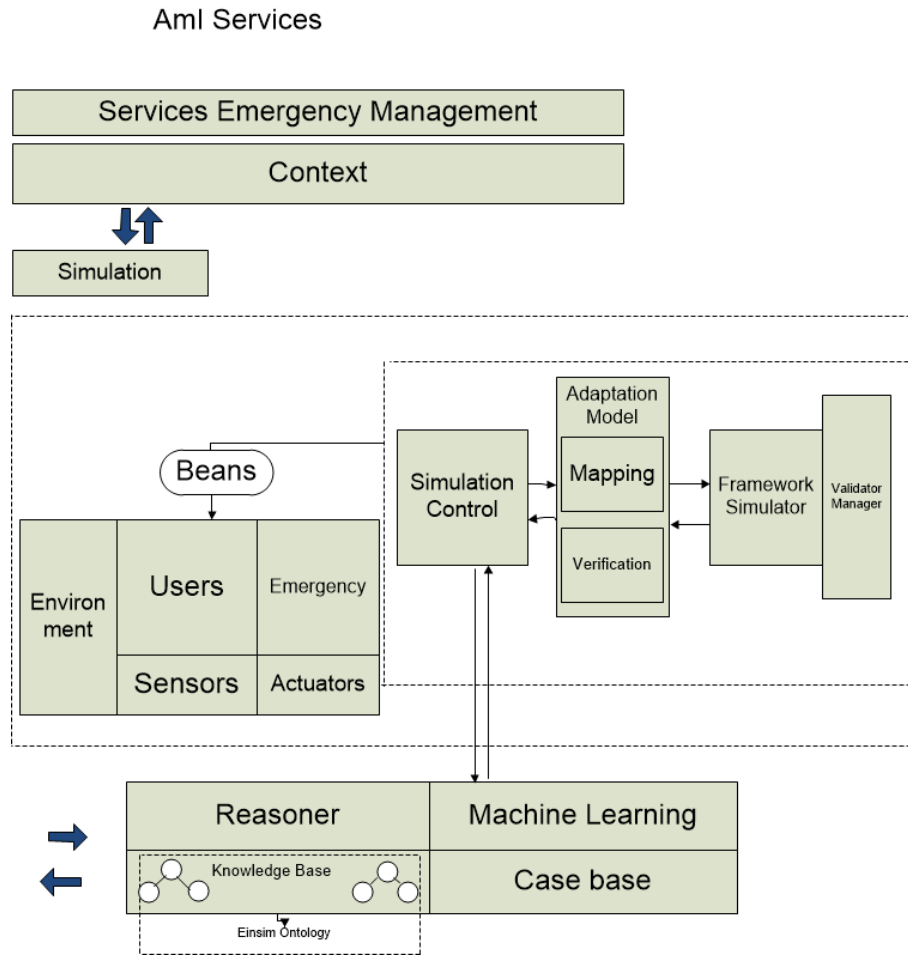 AmI Services
Services Emergency Management
Context
Simulation
Adaptation
Model
Beans
Simulation
Control
Mapping
Verification
Framework
Simulator
Validator
Manager
Environ
ment
Users
Emergency
Sensors
Actuators
Reasoner
Machine Learning
Knowledge Base
Case base
Einsim Ontology